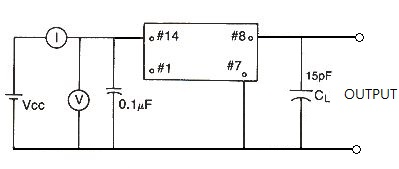 I
#14
#8
#1
#7
Vcc
V
0.1μF
15pF
CL
OUTPUT